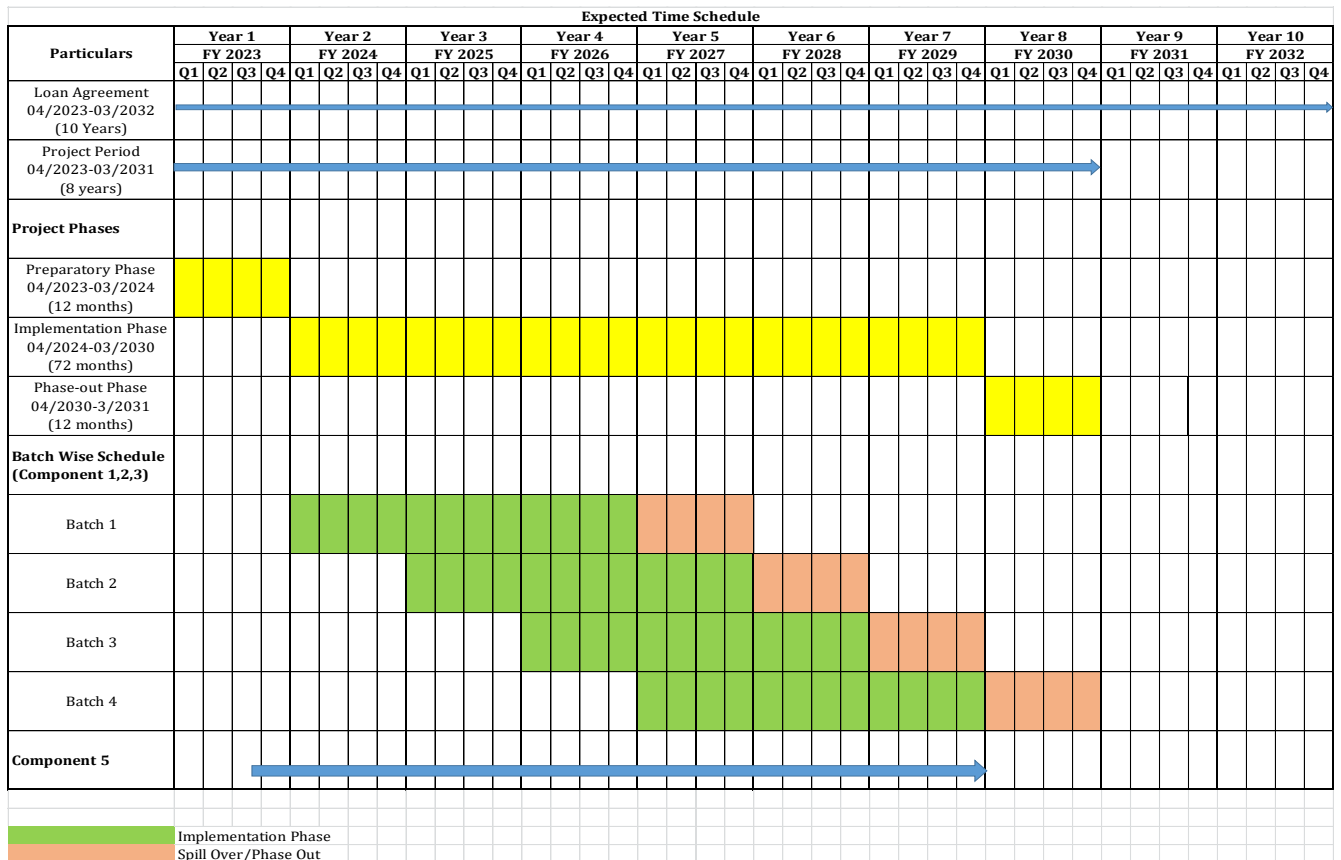 Expected Time Schedule
Particulars
Year 1 Year 2 Year 3 Year 4 Year 5 Year 6 Year 7 Year 8 Year 9 Year 10
FY 2023 FY 2024 FY 2025 FY 2026 FY 2027 FY 2028 FY 2029 FY 2030 FY 2031 FY 2032
Q1 Q2 Q3 Q4 Q1 Q2 Q3 Q4 Q1 Q2 Q3 Q4 Q1 Q2 Q3 Q4 Q1 Q2 Q3 Q4 Q1 Q2 Q3 Q4 Q1 Q2 Q3 Q4 Q1 Q2 Q3 Q4 Q1 Q2 Q3 Q4 Q1 Q2 Q3 Q4
Loan Agreement
04/2023-03/2032
(10 Years)
Project Period
04/2023-03/2031
(8 years)
Project Phases
Preparatory Phase
04/2023-03/2024
(12 months)
Implementation Phase
04/2024-03/2030
(72 months)
Phase-out Phase
04/2030-3/2031
(12 months)
Batch Wise Schedule
(Component 1,2,3)
Batch 1
Batch 2
Batch 3
Batch 4
Component 5
Implementation Phase
Spill Over/Phase Out